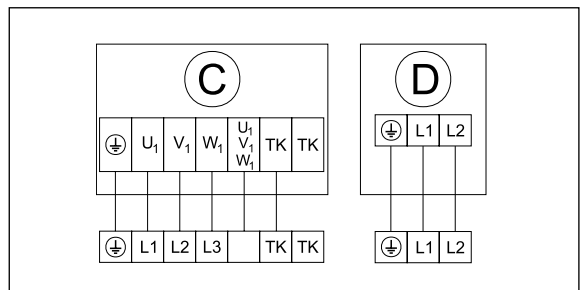 C
⏚ U₁ V₁ W₁ U₁ V₁ W₁ TK TK
⏚ L1 L2 L3 TK TK
D
⏚ L1 L2
⏚ L1 L2